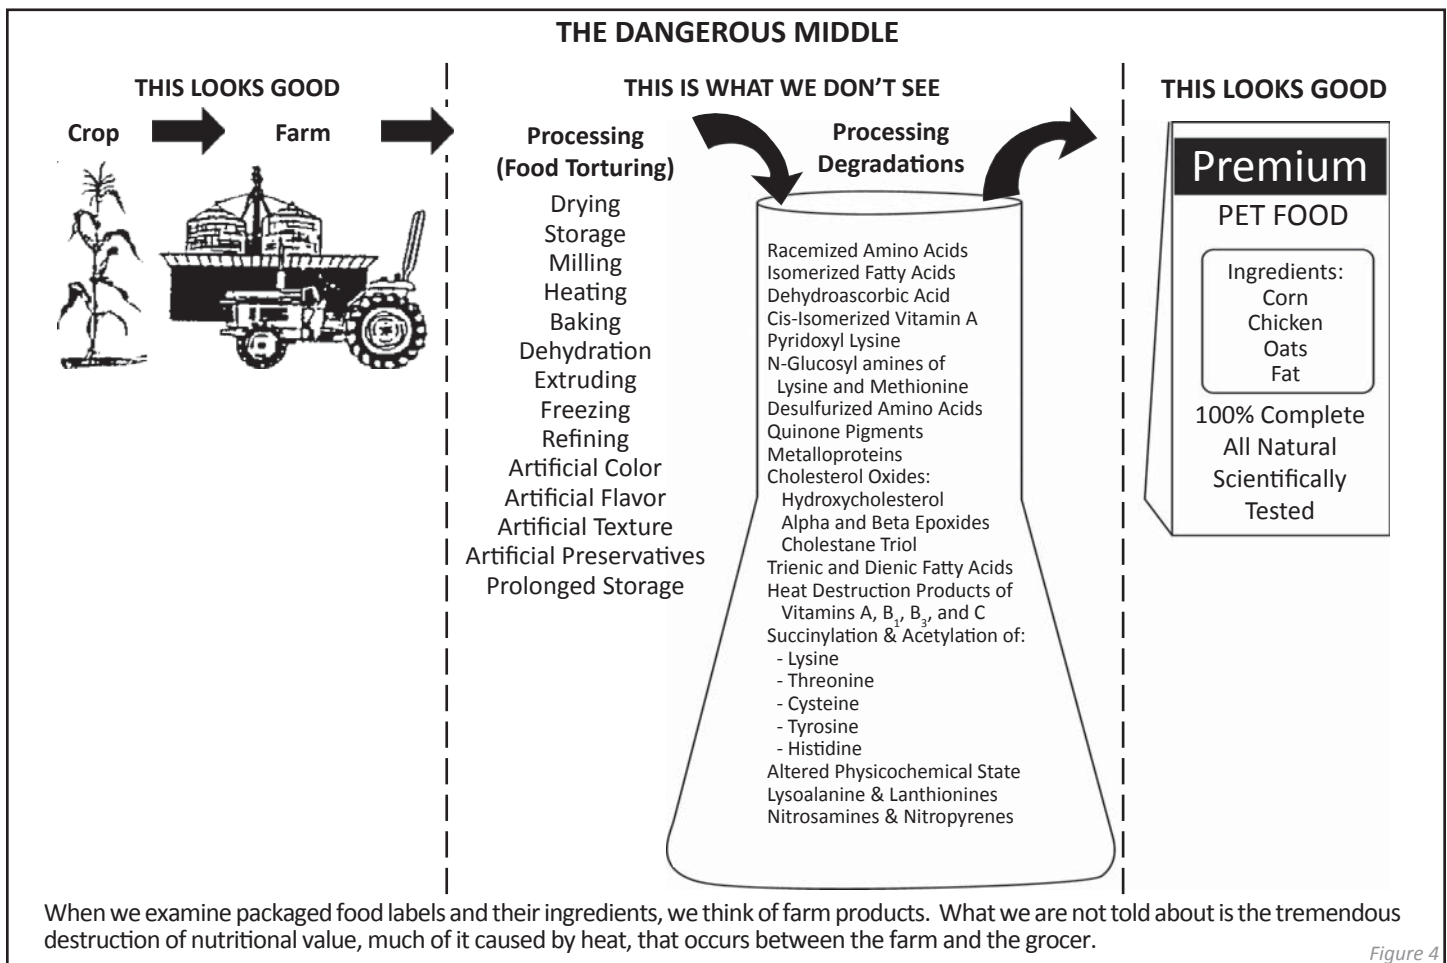 THE DANGEROUS MIDDLE
THIS LOOKS GOOD
Crop
Farm
THIS IS WHAT WE DON’T SEE
Processing
(Food Torturing)
Drying
Storage
Milling
Heating
Baking
Dehydration
Extruding
Freezing
Refining
Artificial Color
Artificial Flavor
Artificial Texture
Artificial Preservatives
Prolonged Storage
Processing
Degradations
Racemized Amino Acids
Isomerized Fatty Acids
Dehydroascorbic Acid
Cis-Isomerized Vitamin A
Pyridoxyl Lysine
N-Glucosyl amines of
Lysine and Methionine
Desulfurized Amino Acids
Quinone Pigments
Metalloproteins
Cholesterol Oxides:
Hydroxycholesterol
Alpha and Beta Epoxides
Cholestane Triol
Trienic and Dienic Fatty Acids
Heat Destruction Products of
Vitamins A, B₁, B₃, and C
Succinylation & Acetylation of:
- Lysine
- Threonine
- Cysteine
- Tyrosine
- Histidine
Altered Physicochemical State
Lysoalanine & Lanthionines
Nitrosamines & Nitropyrenes
THIS LOOKS GOOD
Premium
PET FOOD
Ingredients:
Corn
Chicken
Oats
Fat
100% Complete
All Natural
Scientifically
Tested
When we examine packaged food labels and their ingredients, we think of farm products. What we are not told about is the tremendous
destruction of nutritional value, much of it caused by heat, that occurs between the farm and the grocer.
Figure 4